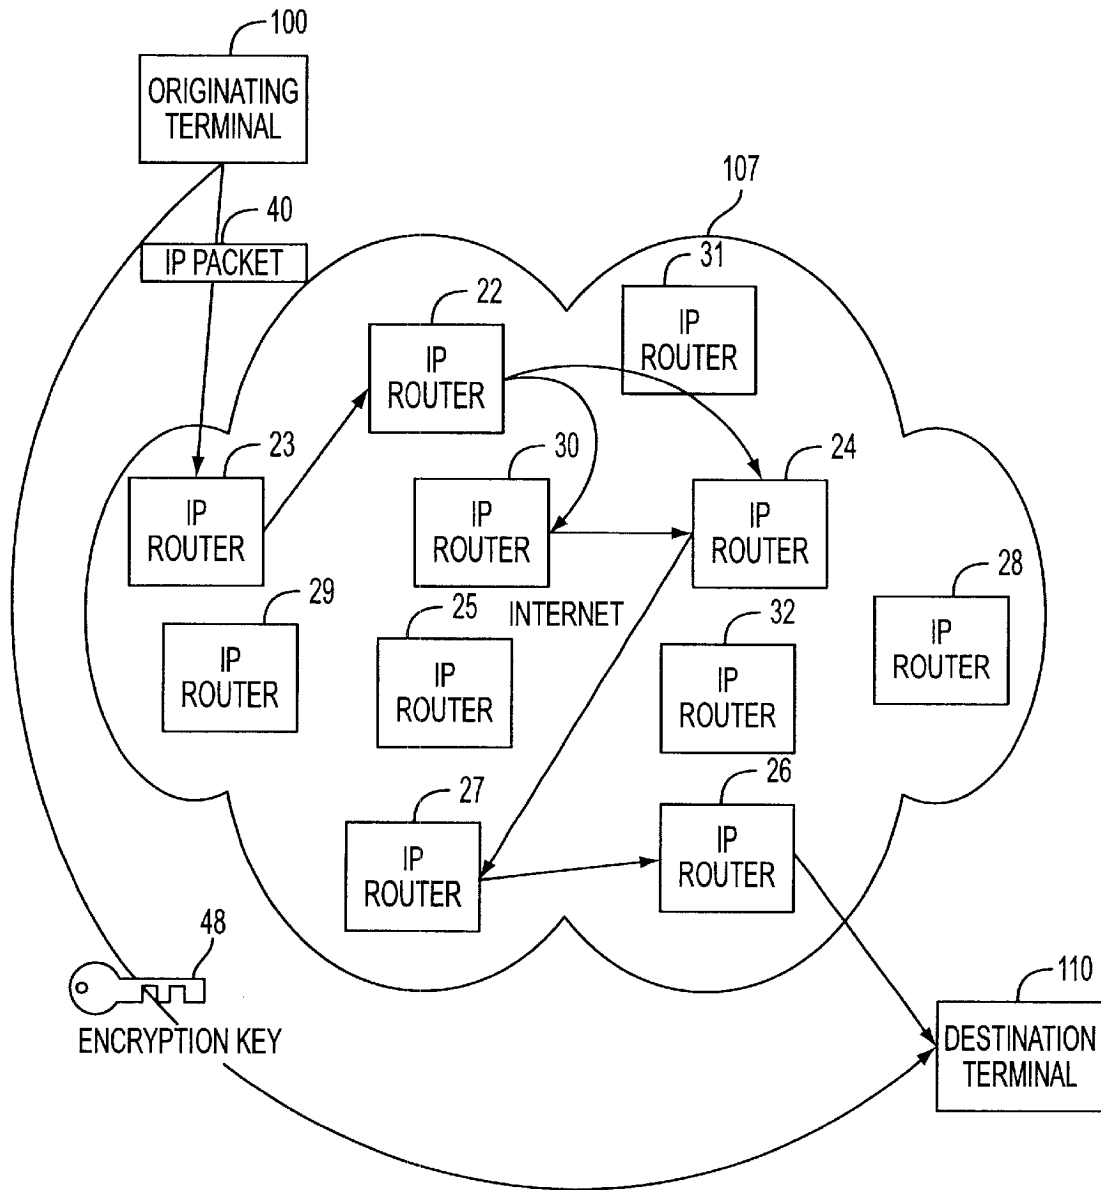 100
ORIGINATING
TERMINAL
40
IP PACKET
107
31
IP
ROUTER
22
IP
ROUTER
23
IP
ROUTER
30
IP
ROUTER
24
IP
ROUTER
29
IP
ROUTER
25
IP
ROUTER
INTERNET
32
IP
ROUTER
28
IP
ROUTER
27
IP
ROUTER
26
IP
ROUTER
48
ENCRYPTION KEY
110
DESTINATION
TERMINAL